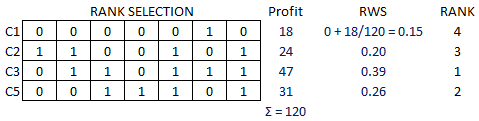 RANK SELECTION Profit RWS RANK
C1 0 0 0 0 0 1 0 18 0 + 18/120 = 0.15 4
C2 1 1 0 0 1 0 1 24 0.20 3
C3 0 1 1 0 1 1 1 47 0.39 1
C5 0 0 1 1 1 0 1 31 0.26 2
Σ = 120